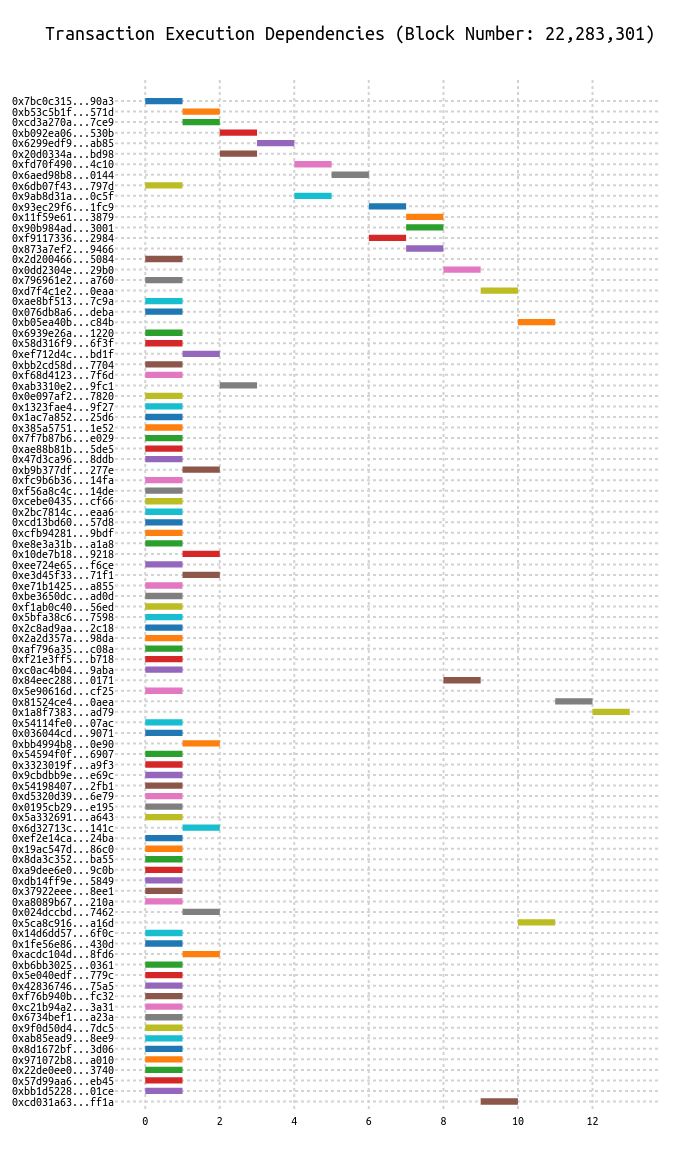 Transaction Execution Dependencies (Block Number: 22,283,301)
0x7bc0c315...90a3
0xb53c5b1f...571d
0xcd3a270a...7ce9
0xb092ea06...530b
0x6299edf9...ab85
0x20d0334a...bd98
0xfd70f490...4c10
0x6aed98b8...0144
0x6db07f43...797d
0x9ab8d31a...0c5f
0x93ec29f6...1fc9
0x11f59e61...3879
0x90b984ad...3001
0xf9117336...2984
0x873a7ef2...9466
0x2d200466...5084
0x0dd2304e...29b0
0x796961e2...a760
0xd7f4c1e2...0eaa
0xae8bf513...7c9a
0x076db8a6...deba
0xb05ea40b...c84b
0x6939e26a...1220
0x58d316f9...6f3f
0xef712d4c...bd1f
0xbb2cd58d...7704
0xf68d4123...7f6d
0xab3310e2...9fc1
0x0e097af2...7820
0x1323fae4...9f27
0x1ac7a852...25d6
0x385a5751...1e52
0x7f7b87b6...e029
0xae88b81b...5de5
0x47d3ca96...8ddb
0xb9b377df...277e
0xfc9b6b36...14fa
0xf56a8c4c...14de
0xcebe0435...cf66
0x2bc7814c...eaa6
0xcd13bd60...57d8
0xcfb94281...9bdf
0xe8e3a31b...a1a8
0x10de7b18...9218
0xee724e65...f6ce
0xe3d45f33...71f1
0xe71b1425...a855
0xbe3650dc...ad0d
0xf1ab0c40...56ed
0x5bfa38c6...7598
0x2c8ad9aa...2c18
0x2a2d357a...98da
0xaf796a35...c08a
0xf21e3ff5...b718
0xc0ac4b04...9aba
0x84eec288...0171
0x5e90616d...cf25
0x81524ce4...0aea
0x1a8f7383...ad79
0x54114fe0...07ac
0x036044cd...9071
0xbb4994b8...0e90
0x54594f0f...6907
0x3323019f...a9f3
0x9cbdbb9e...e69c
0x54198407...2fb1
0xd5320d39...6e79
0x0195cb29...e195
0x5a332691...a643
0x6d32713c...141c
0xef2e14ca...24ba
0x19ac547d...86c0
0x8da3c352...ba55
0xa9dee6e0...9c0b
0xdb14ff9e...5849
0x37922eee...8ee1
0xa8089b67...210a
0x024dccbd...7462
0x5ca8c916...a16d
0x14d6dd57...6f0c
0x1fe56e86...430d
0xacdc104d...8fd6
0xb6bb3025...0361
0x5e040edf...779c
0x42836746...75a5
0xf76b940b...fc32
0xc21b94a2...3a31
0x6734bef1...a23a
0x9f0d50d4...7dc5
0xab85ead9...8ee9
0x8d1672bf...3d06
0x971072b8...a010
0x22de0ee0...3740
0x57d99aa6...eb45
0xbb1d5228...01ce
0xcd031a63...ff1a
0 2 4 6 8 10 12